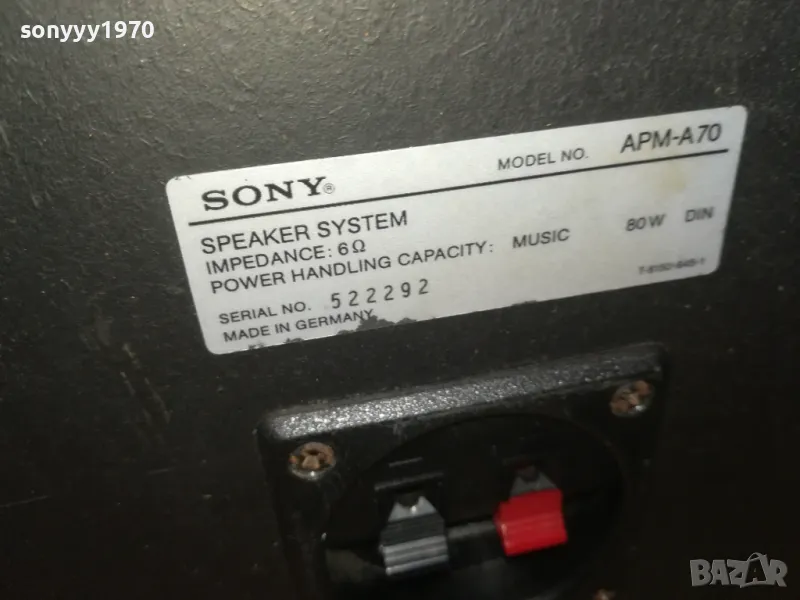 sonyyy1970
SONY®
MODEL NO. APM-A70
SPEAKER SYSTEM
IMPEDANCE: 6Ω
POWER HANDLING CAPACITY: MUSIC 80W DIN
SERIAL NO. 522292
MADE IN GERMANY
BAZAR